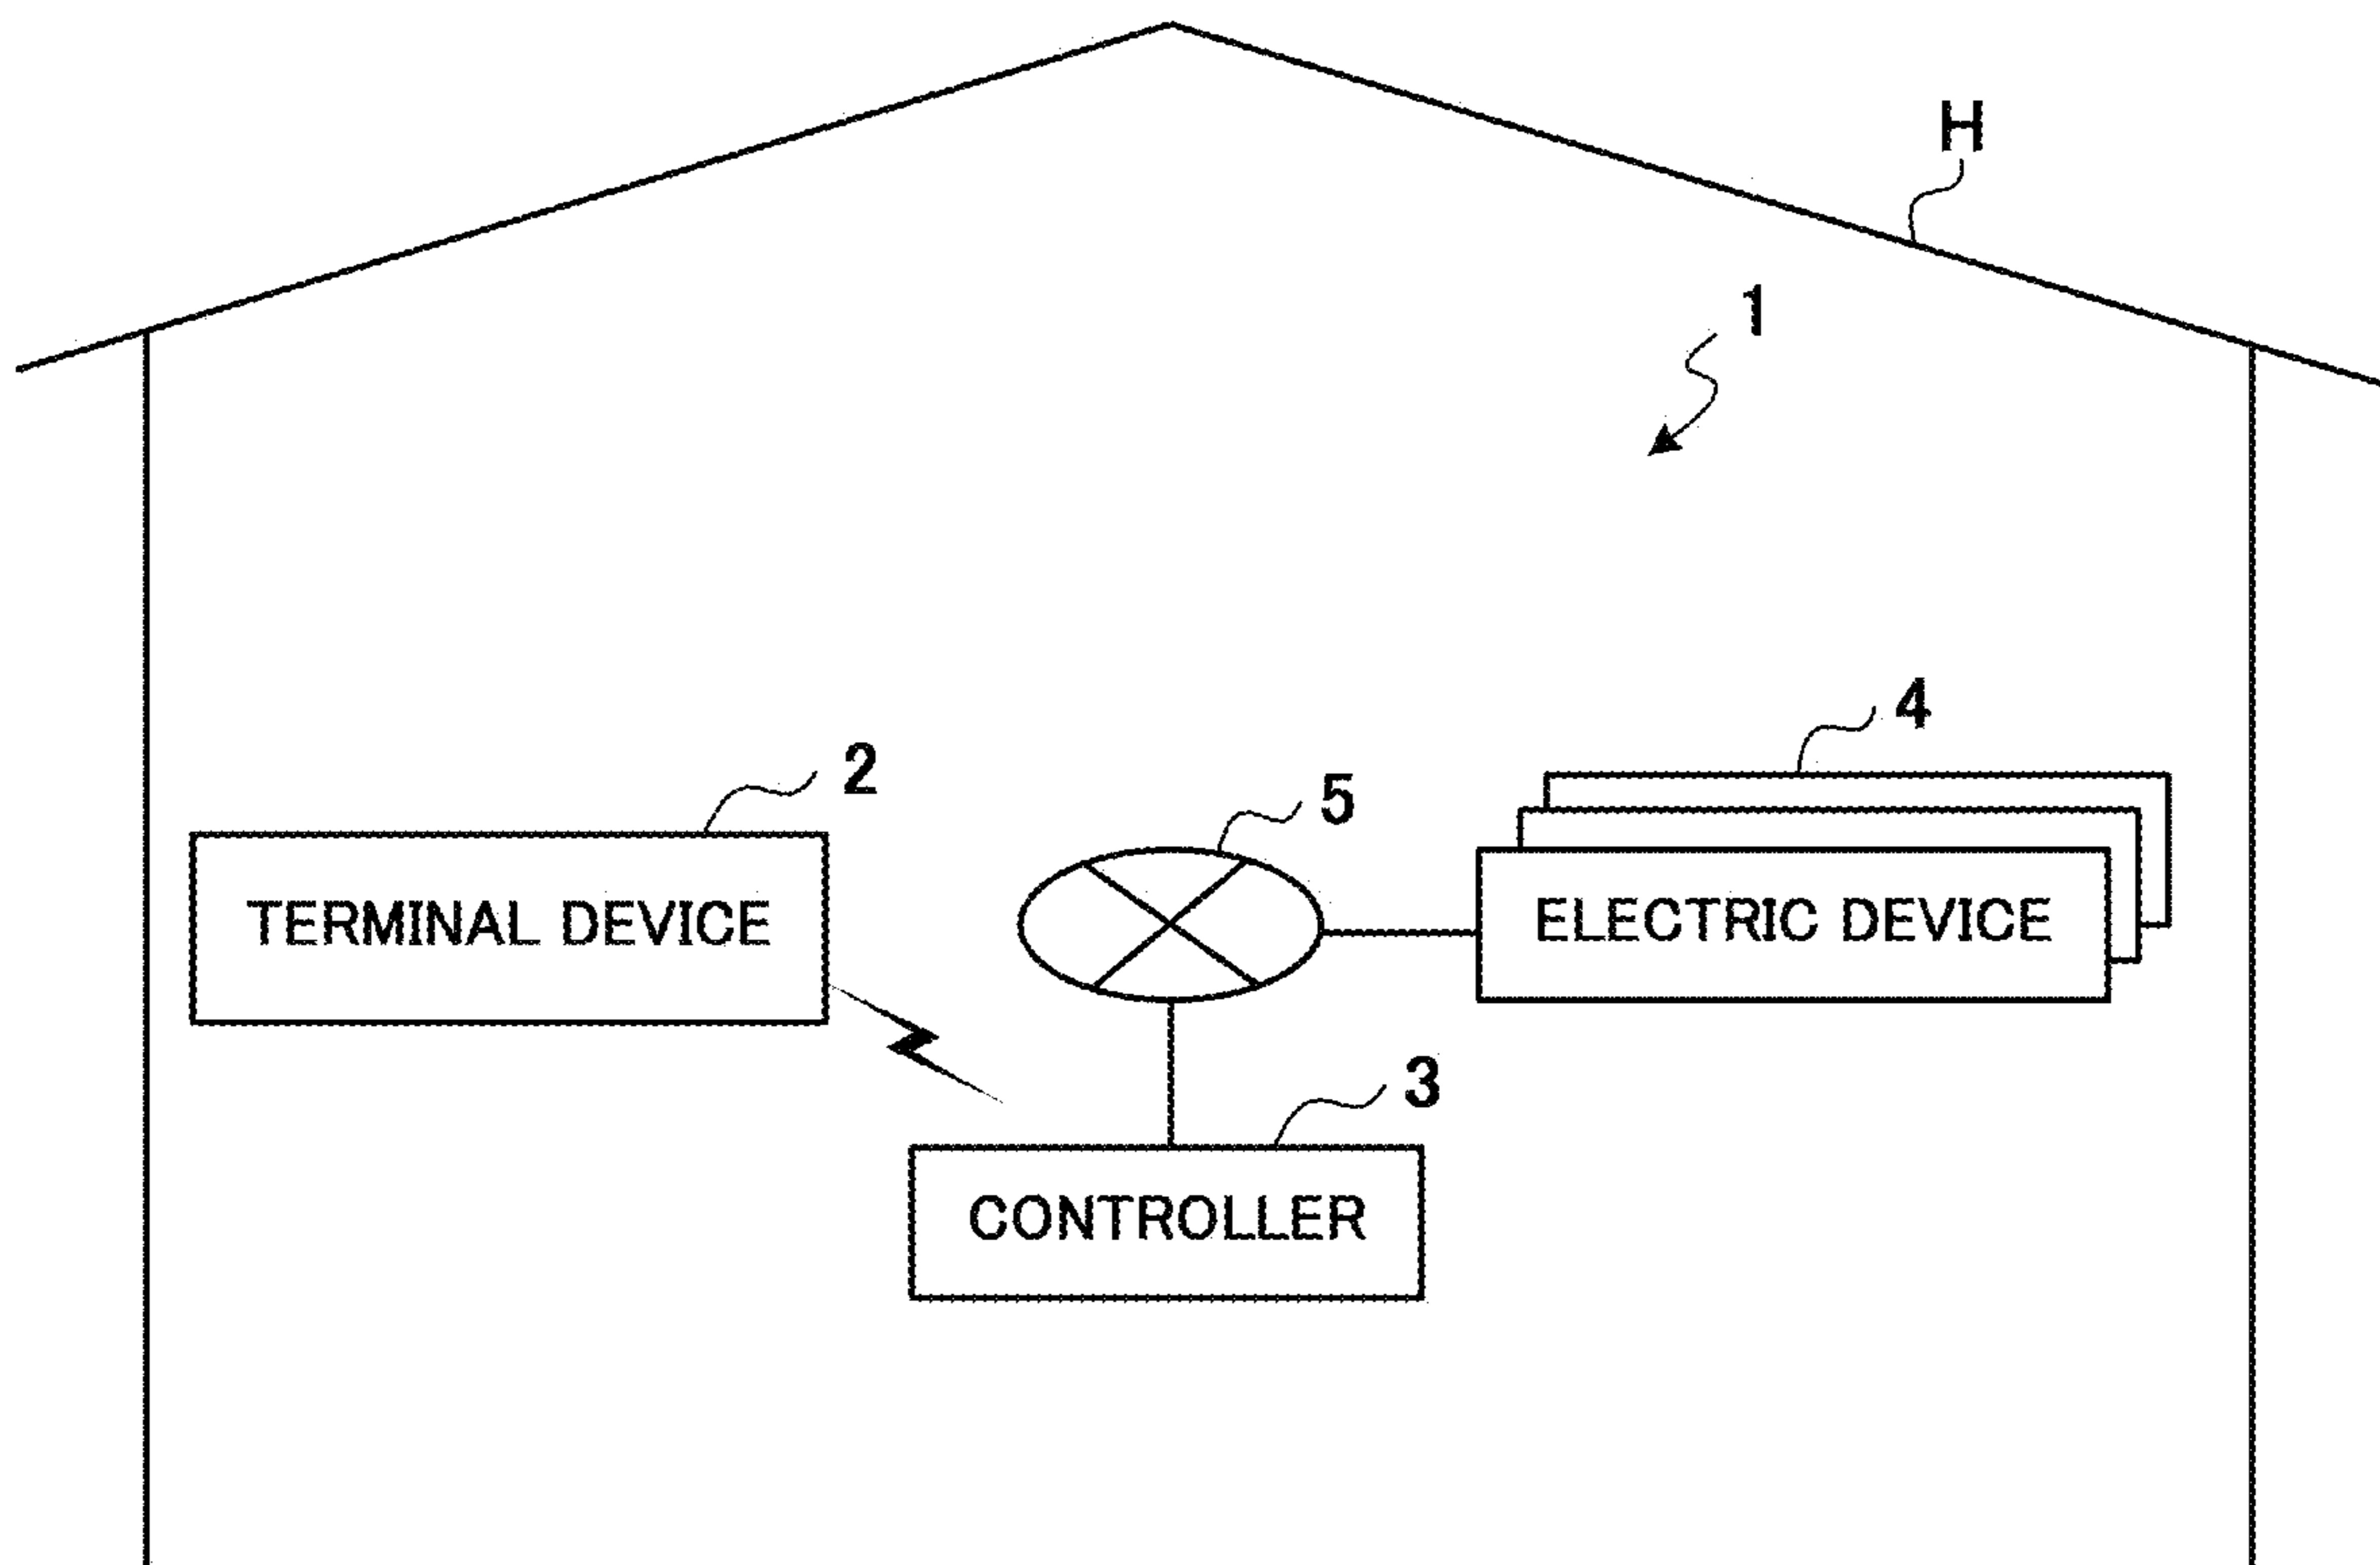 H
1
4
2
5
TERMINAL DEVICE
ELECTRIC DEVICE
3
CONTROLLER